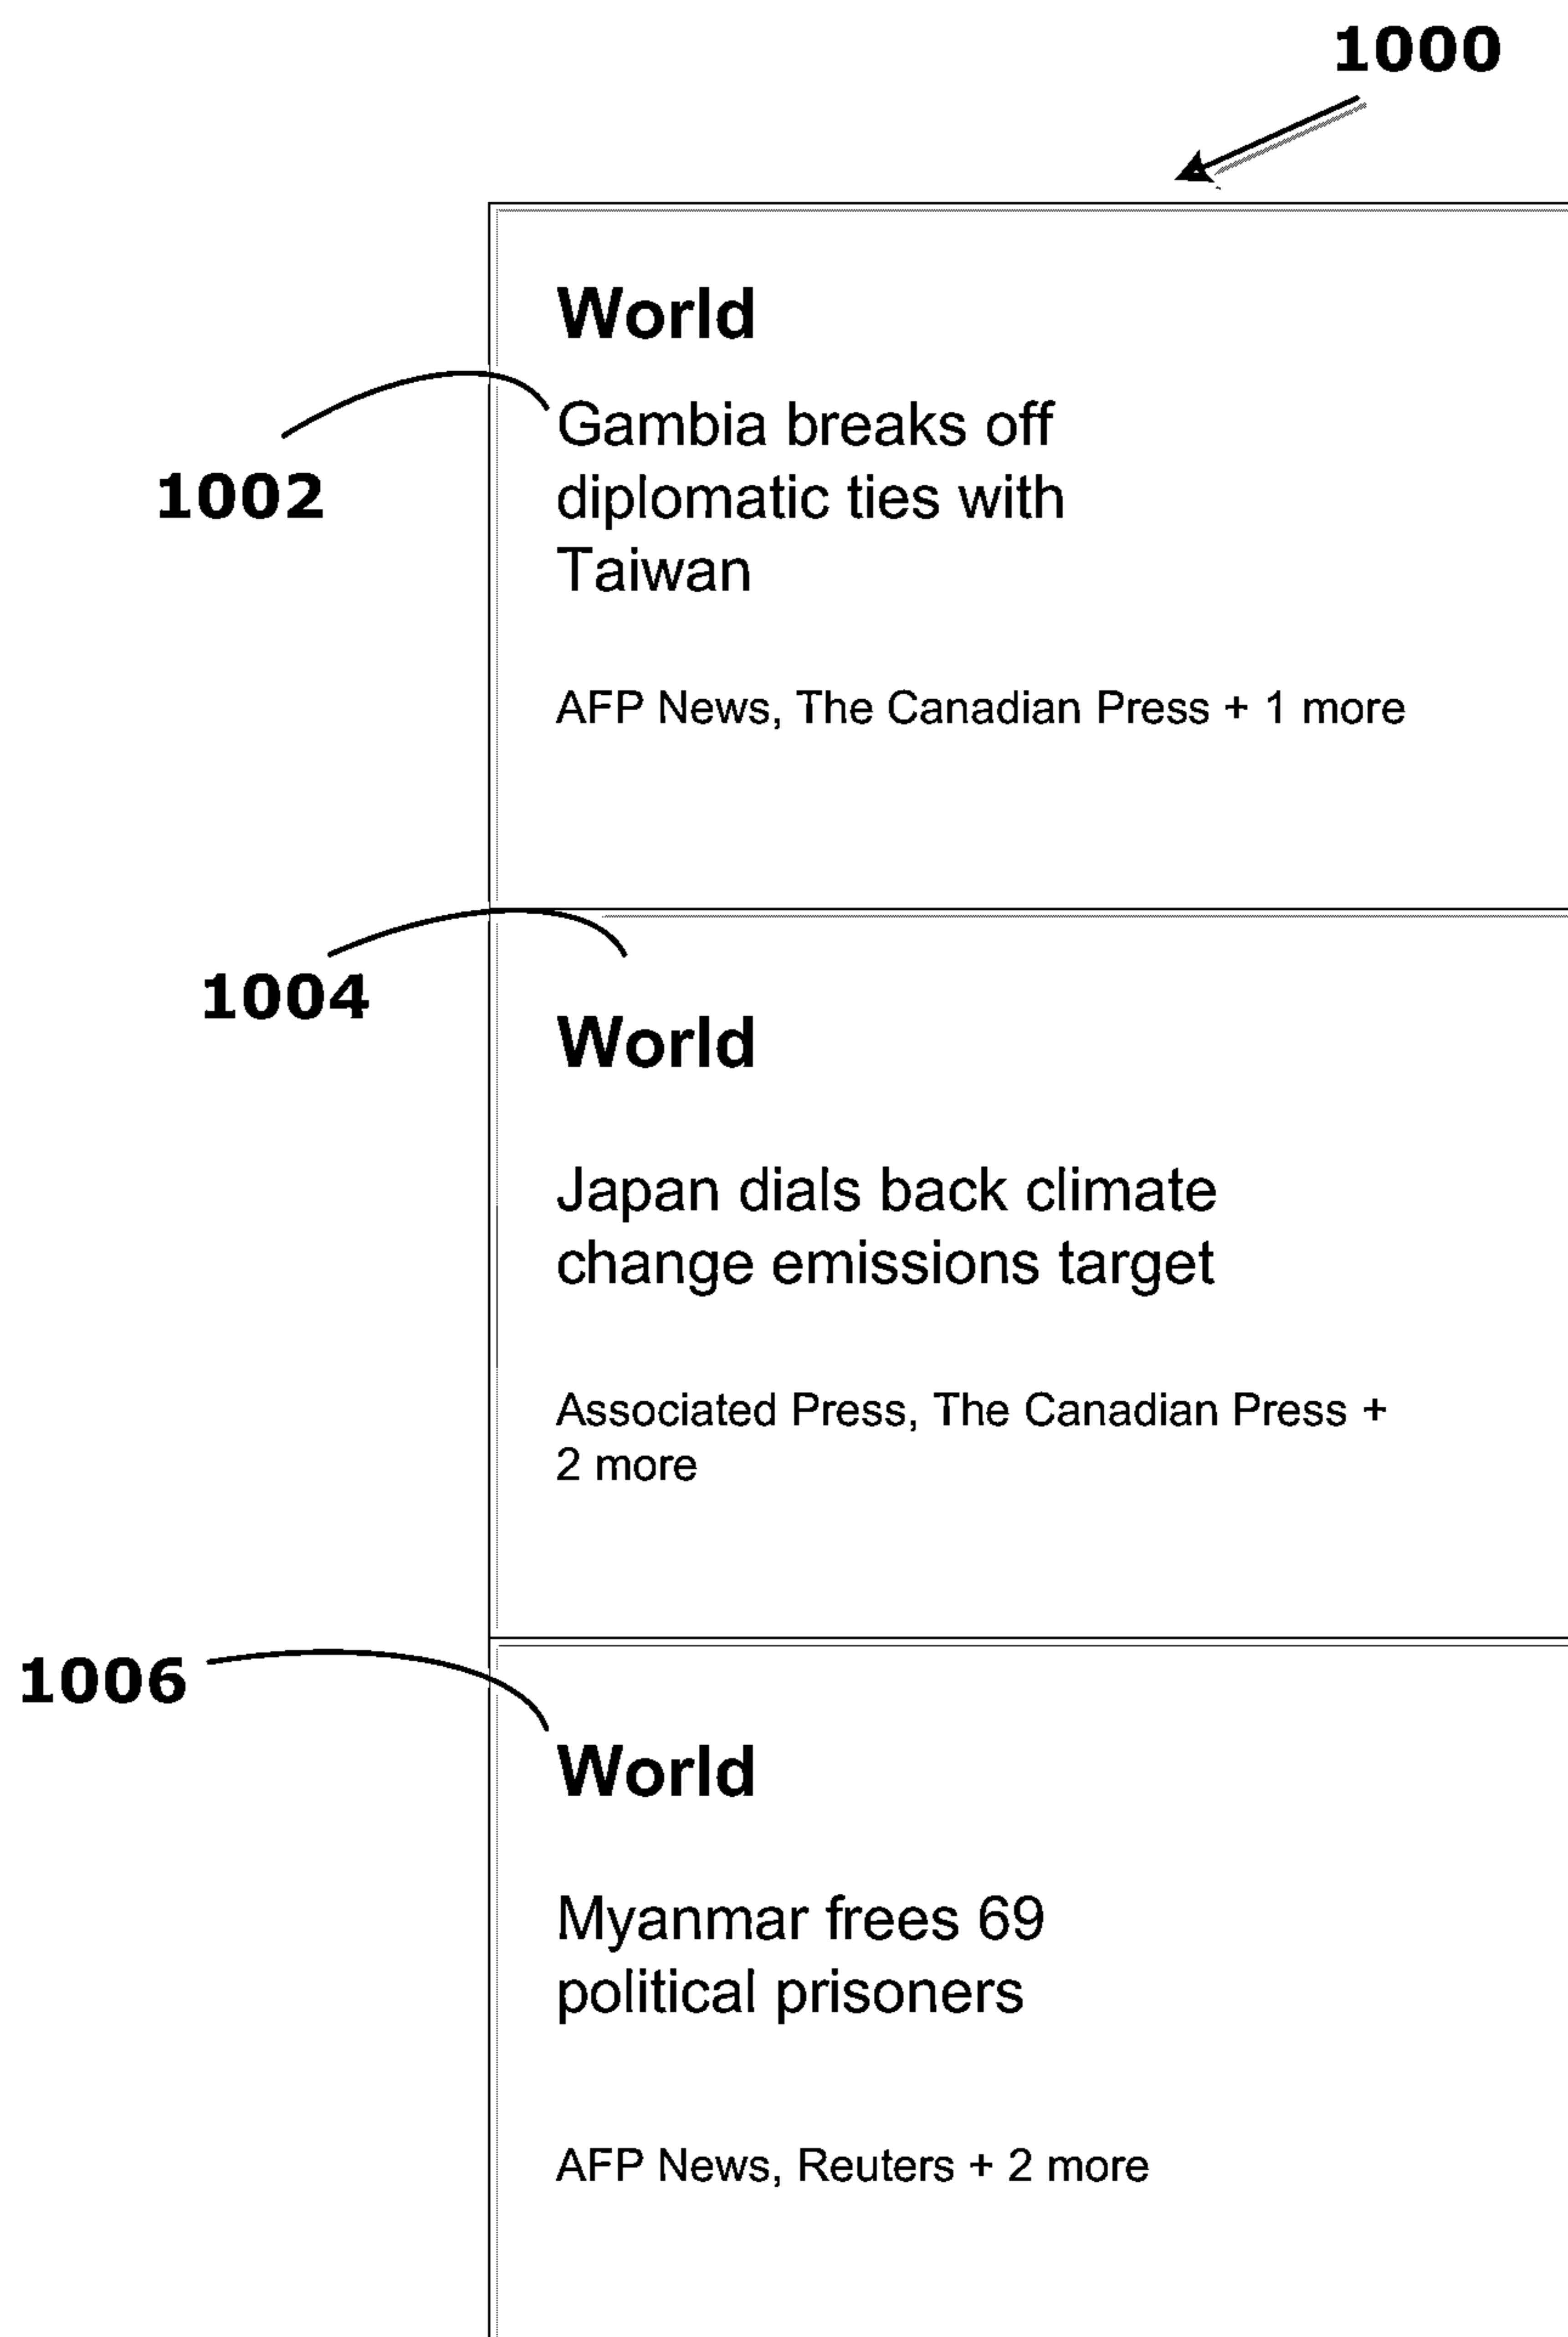 1000
World
Gambia breaks off
1002
diplomatic ties with
Taiwan
AFP News, The Canadian Press + 1 more
1004
World
Japan dials back climate
change emissions target
Associated Press, The Canadian Press +
2 more
1006
World
Myanmar frees 69
political prisoners
AFP News, Reuters + 2 more